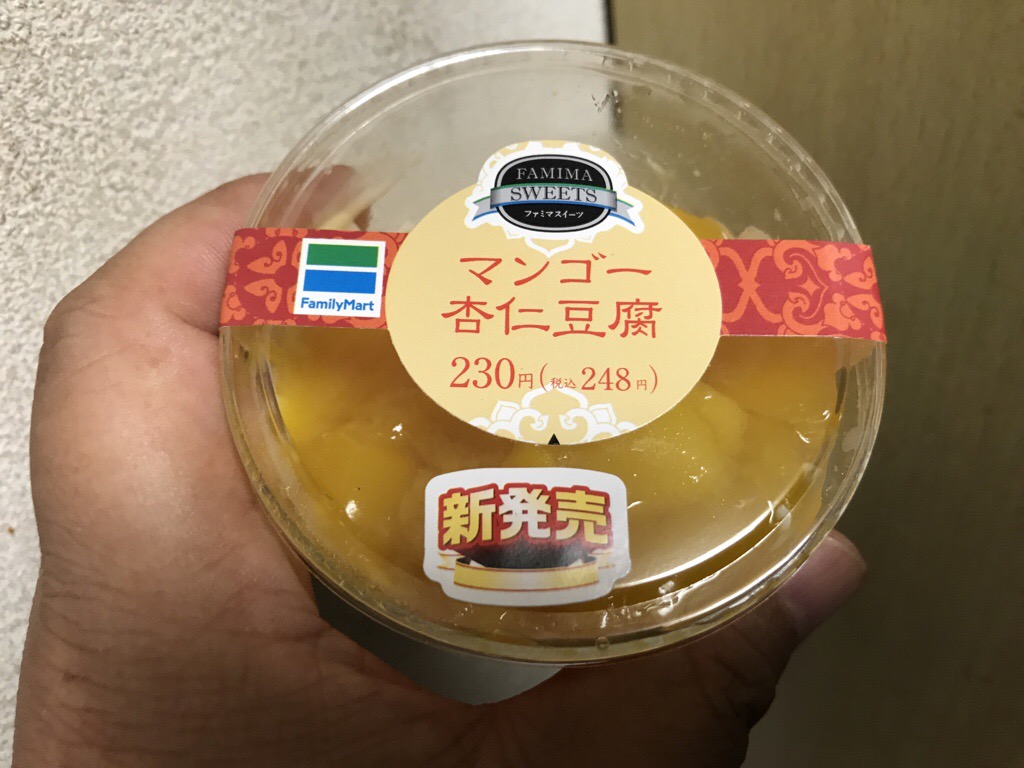 FAMIMA
SWEETS
ファミマスイーツ
FamilyMart
マンゴー
杏仁豆腐
230円(税込248円)
新発売